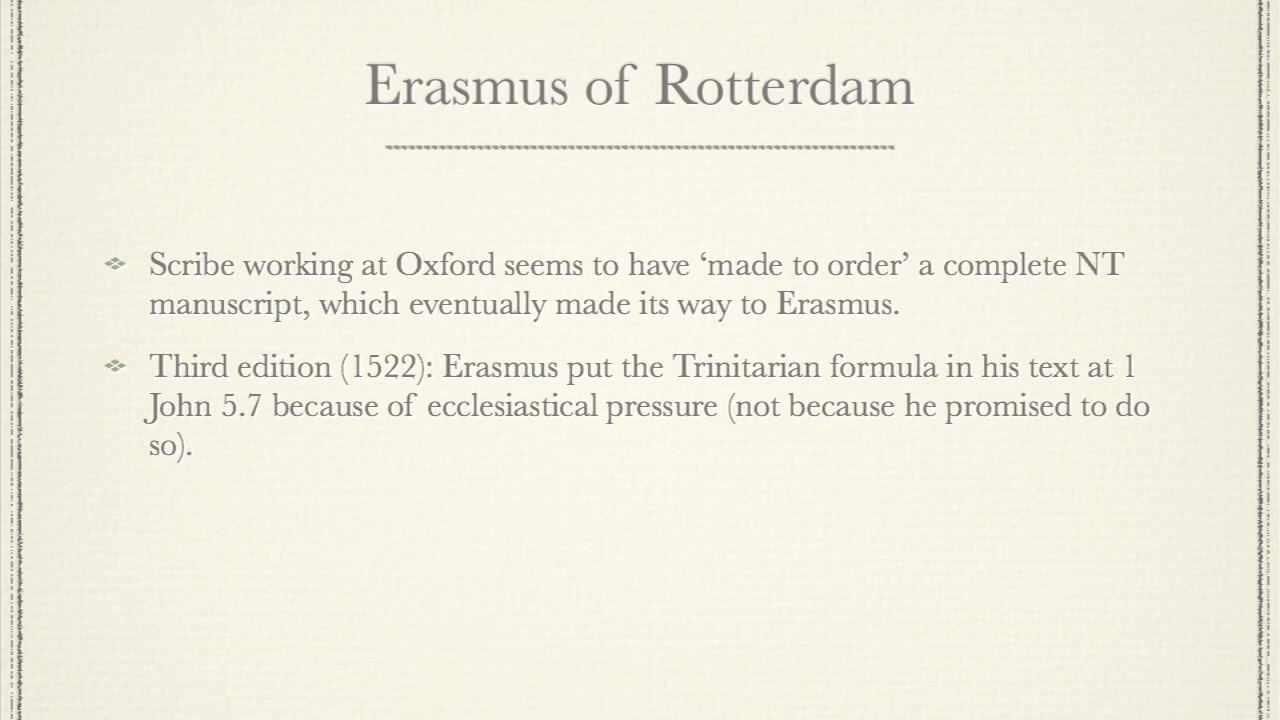 Erasmus of Rotterdam
Scribe working at Oxford seems to have ‘made to order’ a complete NT
manuscript, which eventually made its way to Erasmus.
Third edition (1522): Erasmus put the Trinitarian formula in his text at 1
John 5.7 because of ecclesiastical pressure (not because he promised to do
so).